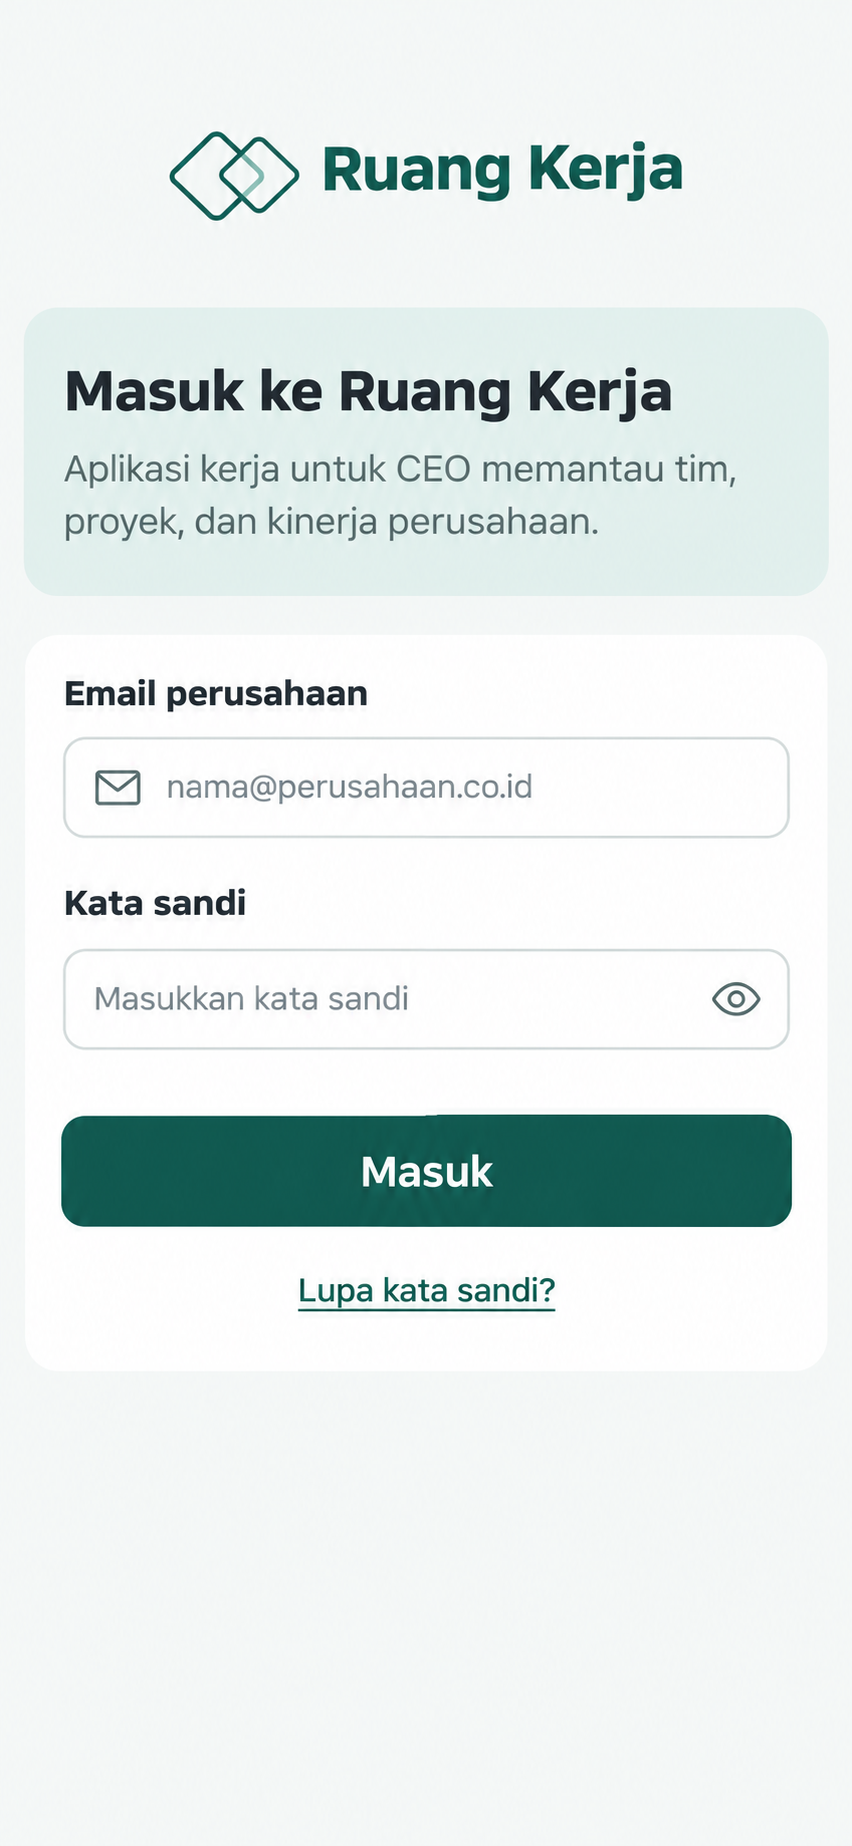 Ruang Kerja
Masuk ke Ruang Kerja
Aplikasi kerja untuk CEO memantau tim,
proyek, dan kinerja perusahaan.
Email perusahaan
nama@perusahaan.co.id
Kata sandi
Masukkan kata sandi
Masuk
Lupa kata sandi?